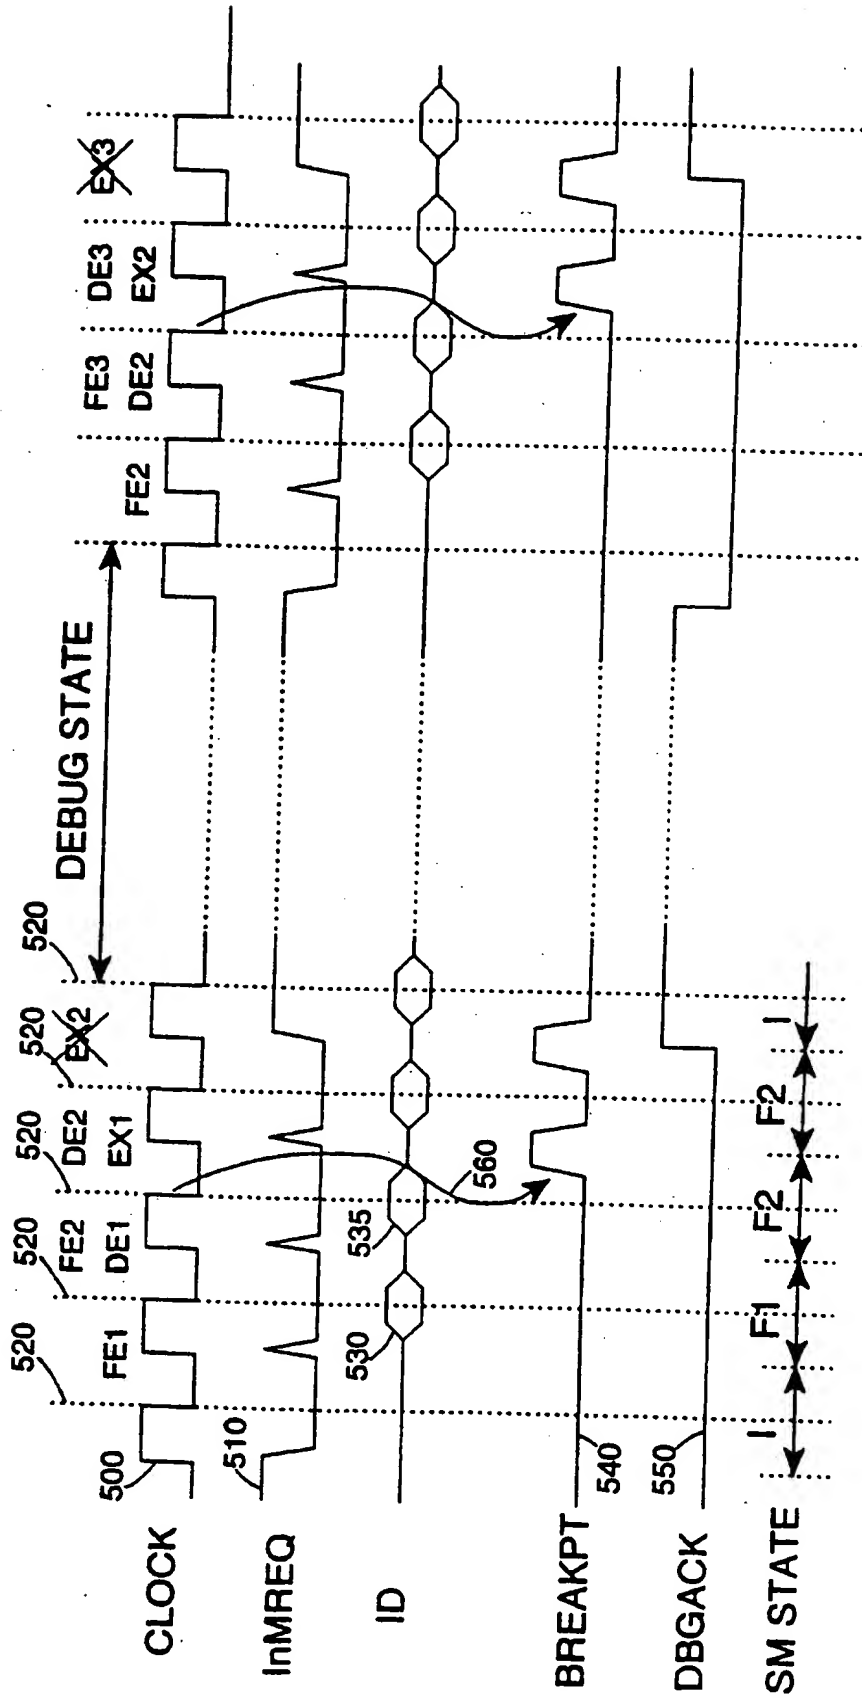 520
520
520
520
520
DEBUG STATE
FE1
FE2
DE1
DE2
EX1
EX2
FE2
FE3
DE2
DE3
EX2
EX3
CLOCK
500
InMREQ
510
ID
530
535
560
BREAKPT
540
DBGACK
550
SM STATE
I
F1
F2
F2
I